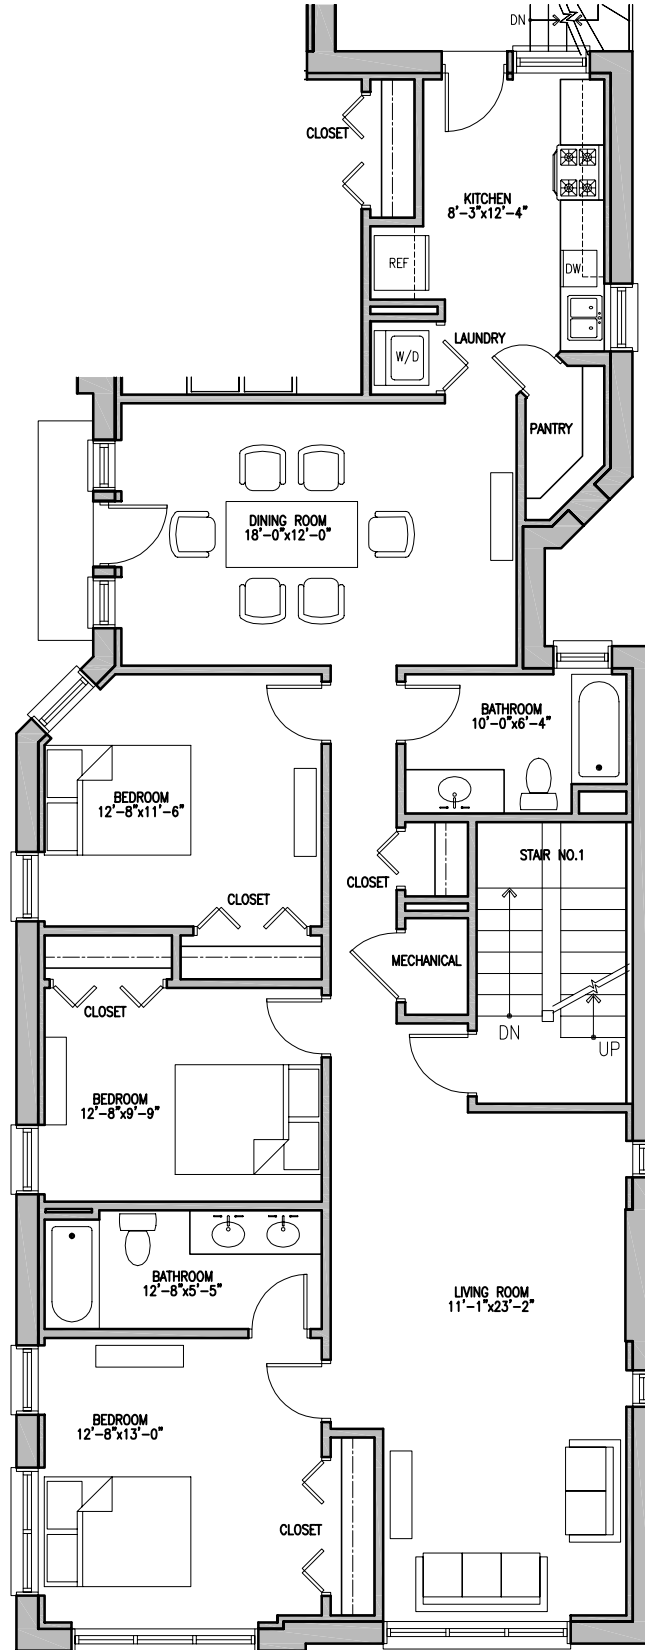 DN
CLOSET
KITCHEN
8'-3"x12'-4"
REF
DW
LAUNDRY
W/D
PANTRY
DINING ROOM
18'-0"x12'-0"
BATHROOM
10'-0"x6'-4"
BEDROOM
12'-8"x11'-6"
STAIR NO.1
CLOSET
CLOSET
MECHANICAL
CLOSET
DN
UP
BEDROOM
12'-8"x9'-9"
BATHROOM
12'-8"x5'-5"
LIVING ROOM
11'-1"x23'-2"
BEDROOM
12'-8"x13'-0"
CLOSET